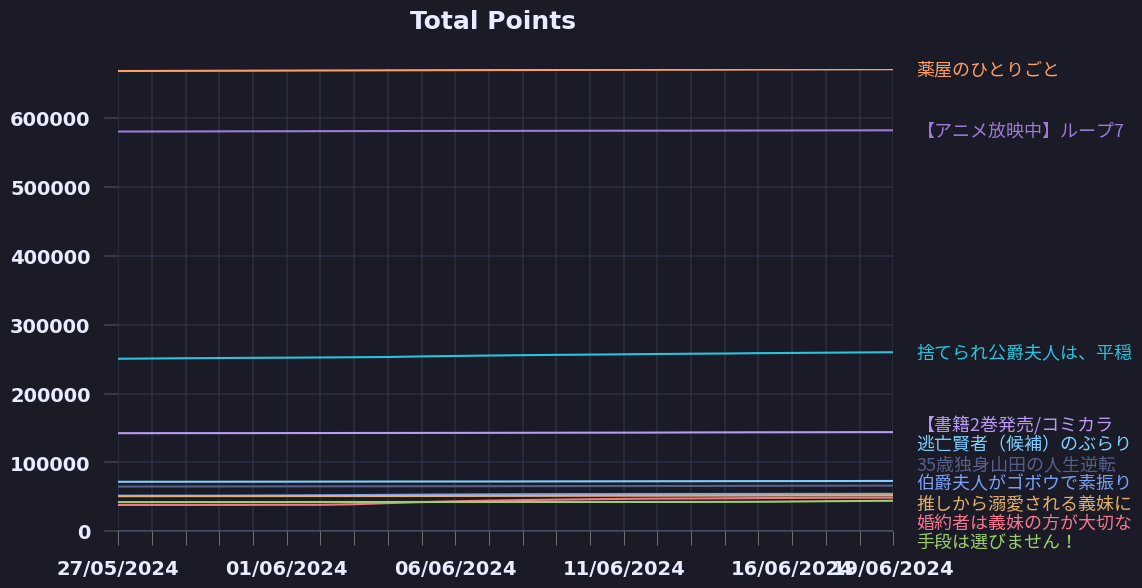 Total Points
600000
500000
400000
300000
200000
100000
0
27/05/2024
01/06/2024
06/06/2024
11/06/2024
16/06/2024
19/06/2024
薬屋のひとりごと
【アニメ放映中】ループ7
捨てられ公爵夫人は、平穏
【書籍2巻発売/コミカラ
逃亡賢者（候補）のぶらり
35歳独身山田の人生逆転
伯爵夫人がゴボウで素振り
推しから溺愛される義妹に
婚約者は義妹の方が大切な
手段は選びません！